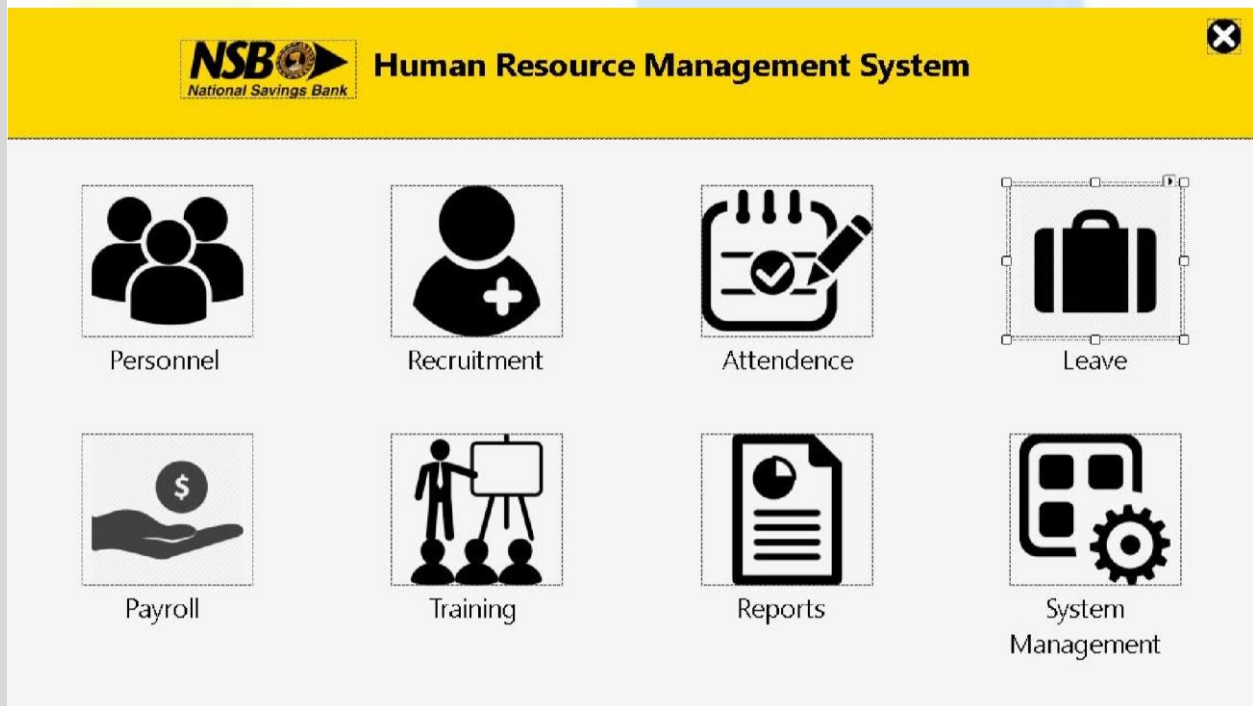 NSB
National Savings Bank
Human Resource Management System
Personnel
Recruitment
Attendence
Leave
$
Payroll
Training
Reports
System
Management